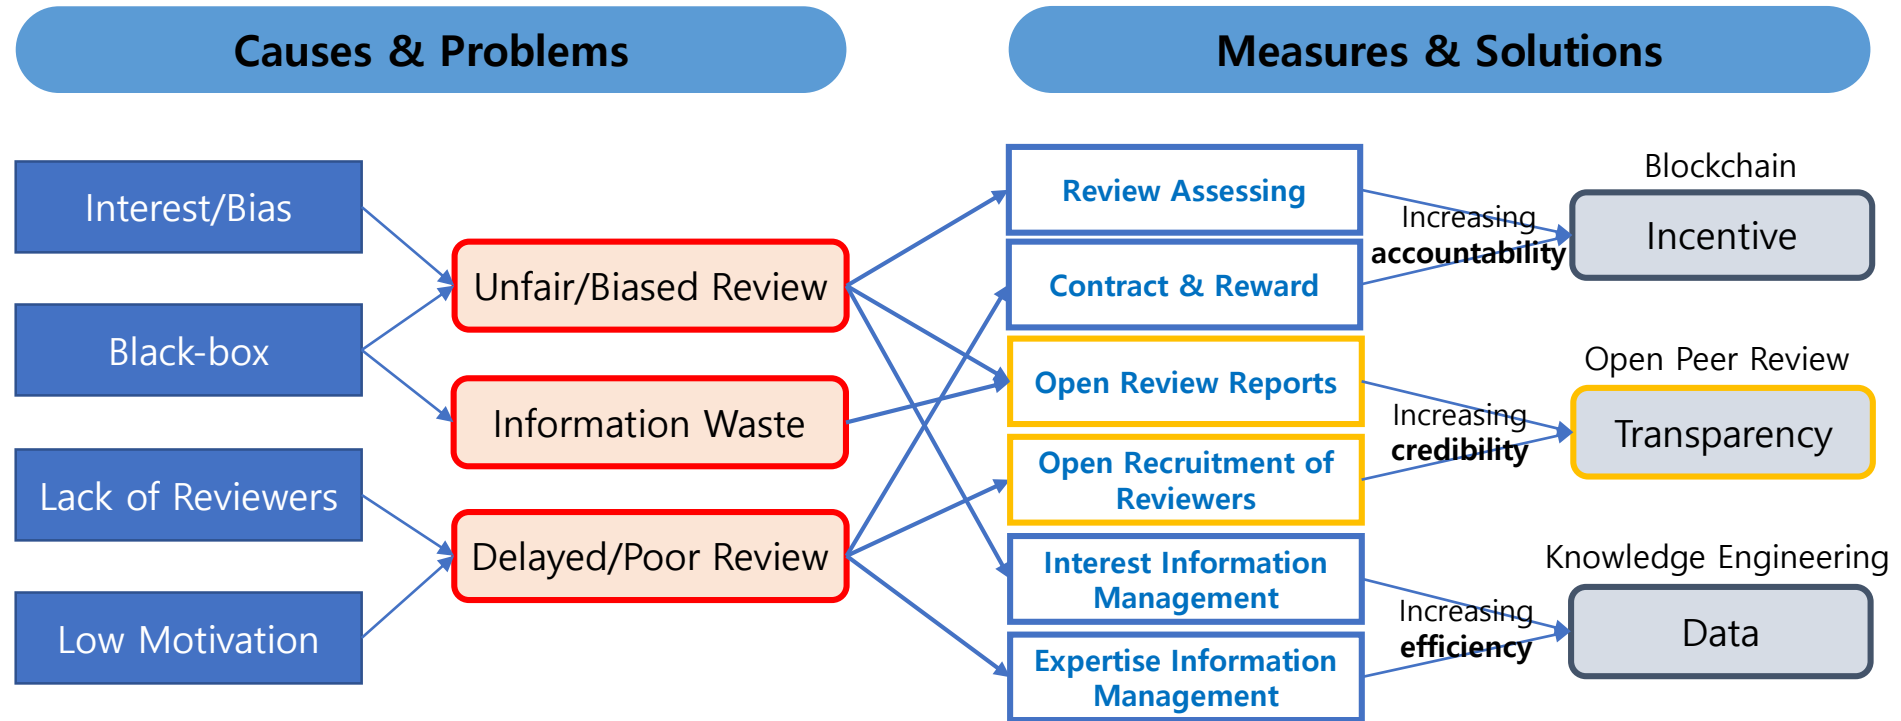 Causes & Problems
Measures & Solutions
Interest/Bias
Black-box
Lack of Reviewers
Low Motivation
Unfair/Biased Review
Information Waste
Delayed/Poor Review
Review Assessing
Contract & Reward
Open Review Reports
Open Recruitment of
Reviewers
Interest Information
Management
Expertise Information
Management
Increasing
accountability
Increasing
credibility
Increasing
efficiency
Blockchain
Incentive
Open Peer Review
Transparency
Knowledge Engineering
Data